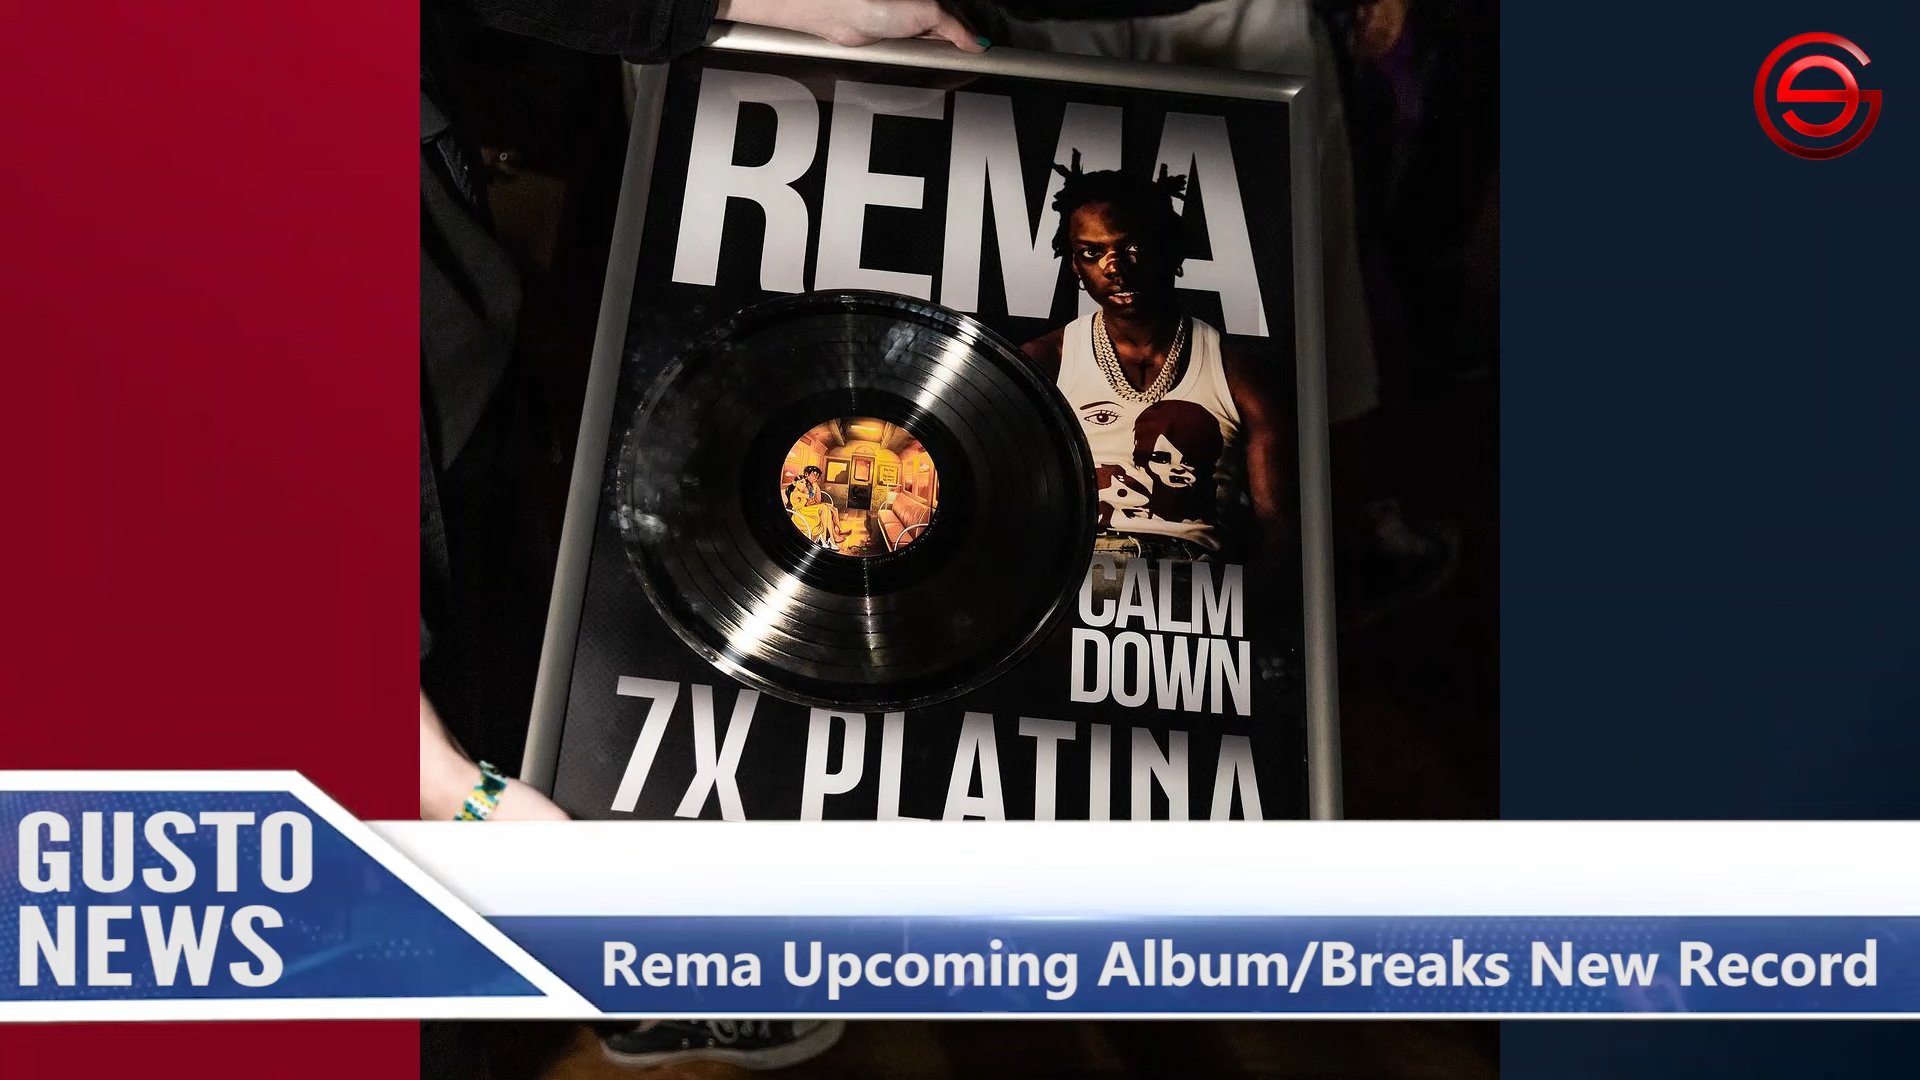 REMA
CALM
DOWN
7X PLATINA
GUSTO
NEWS
Rema Upcoming Album/Breaks New Record